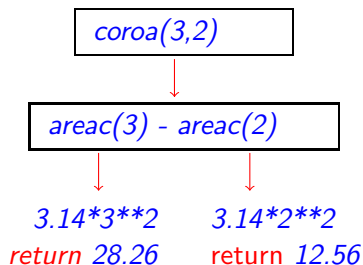 coroa(3,2)
areac(3) - areac(2)
3.14*3**2 3.14*2**2
return 28.26 return 12.56